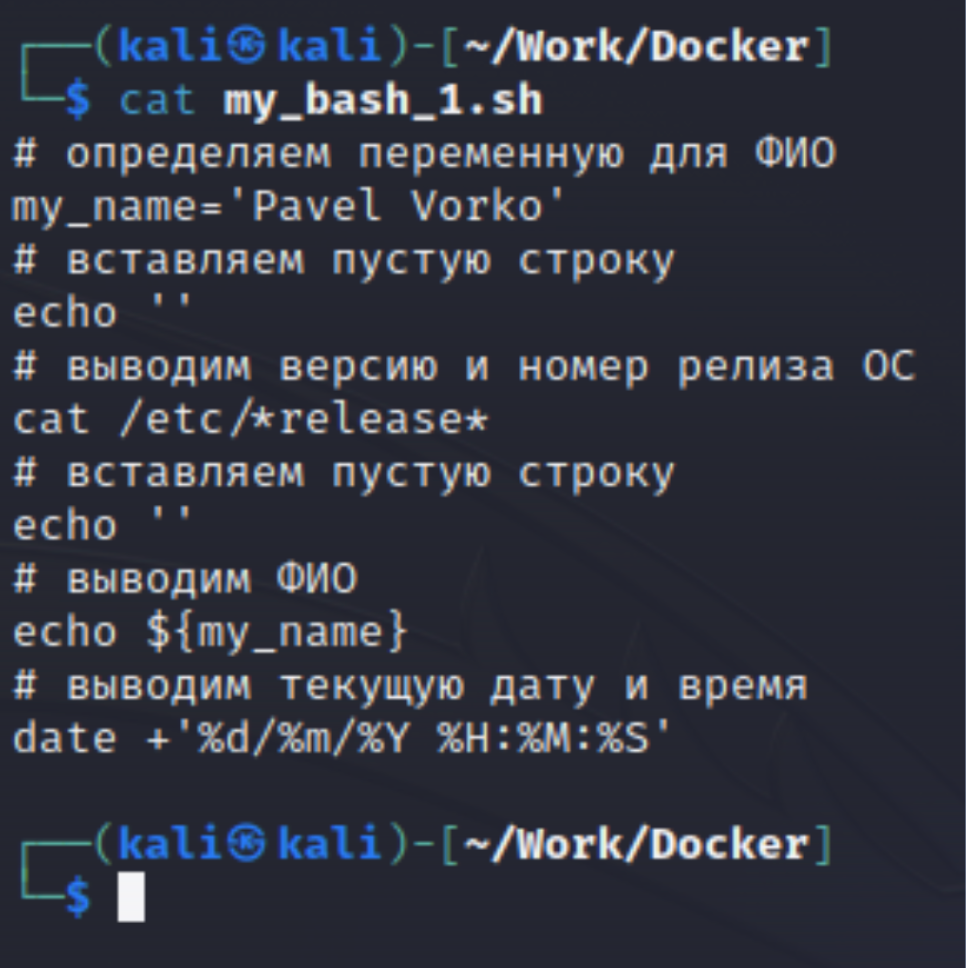 ┌──(kali㉿kali)-[~/Work/Docker]
└─$ cat my_bash_1.sh
# определяем переменную для ФИО
my_name='Pavel Vorko'
# вставляем пустую строку
echo ''
# выводим версию и номер релиза ОС
cat /etc/*release*
# вставляем пустую строку
echo ''
# выводим ФИО
echo ${my_name}
# выводим текущую дату и время
date +'%d/%m/%Y %H:%M:%S'
┌──(kali㉿kali)-[~/Work/Docker]
└─$